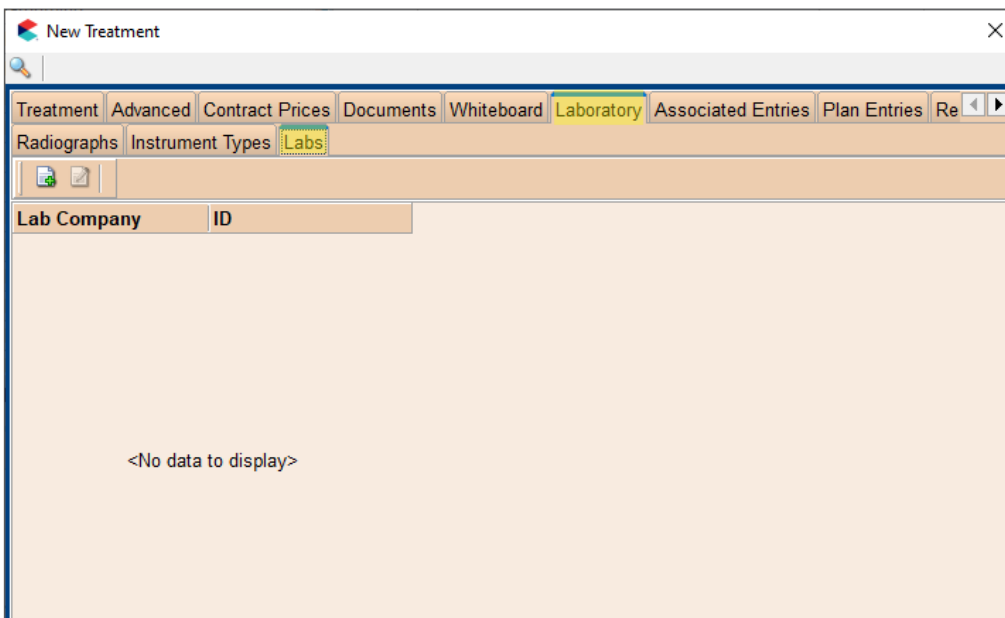 New Treatment
Treatment Advanced Contract Prices Documents Whiteboard Laboratory Associated Entries Plan Entries Re
Radiographs Instrument Types Labs
Lab Company ID
<No data to display>